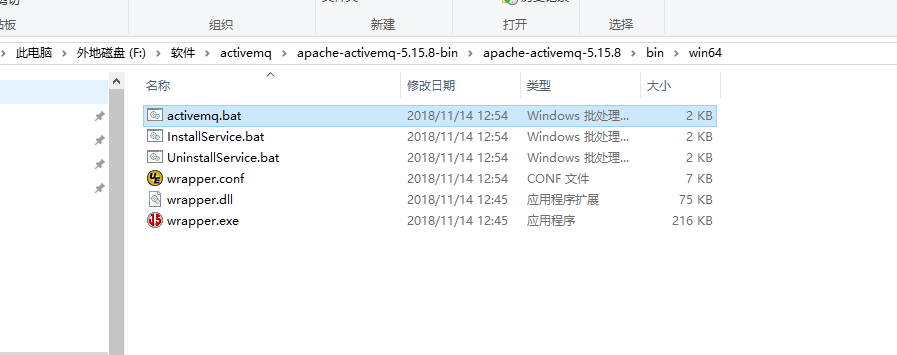 组织 新建 打开 选择
此电脑 外地磁盘 (F:) 软件 activemq apache-activemq-5.15.8-bin apache-activemq-5.15.8 bin win64
名称 修改日期 类型 大小
activemq.bat 2018/11/14 12:54 Windows 批处理... 2 KB
InstallService.bat 2018/11/14 12:54 Windows 批处理... 2 KB
UninstallService.bat 2018/11/14 12:54 Windows 批处理... 2 KB
wrapper.conf 2018/11/14 12:54 CONF 文件 7 KB
wrapper.dll 2018/11/14 12:45 应用程序扩展 75 KB
wrapper.exe 2018/11/14 12:45 应用程序 216 KB